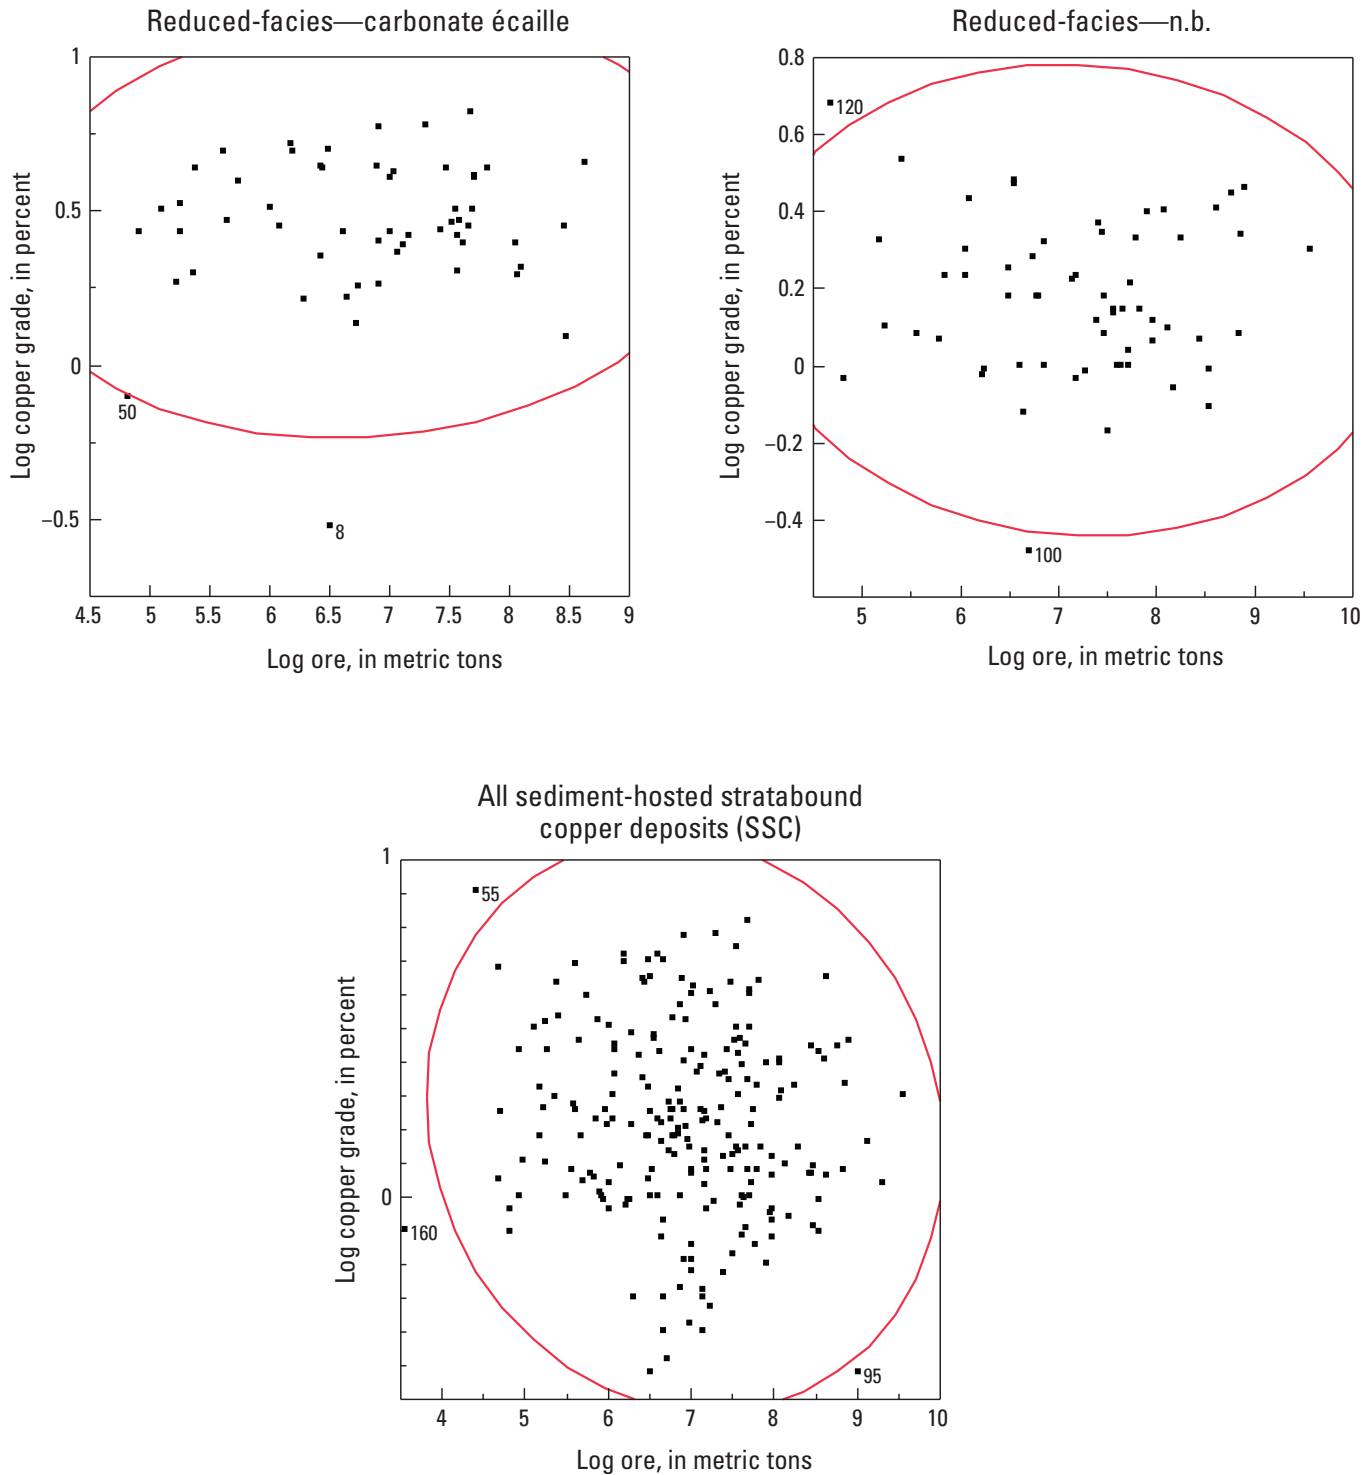 Reduced-facies—carbonate écaille
1
0.5
0
–0.5
Log copper grade, in percent
50
8
4.5 5 5.5 6 6.5 7 7.5 8 8.5 9
Log ore, in metric tons
Reduced-facies—n.b.
0.8
0.6
0.4
0.2
0
–0.2
–0.4
Log copper grade, in percent
120
100
5 6 7 8 9 10
Log ore, in metric tons
All sediment-hosted stratabound
copper deposits (SSC)
1
0
Log copper grade, in percent
55
160
95
4 5 6 7 8 9 10
Log ore, in metric tons